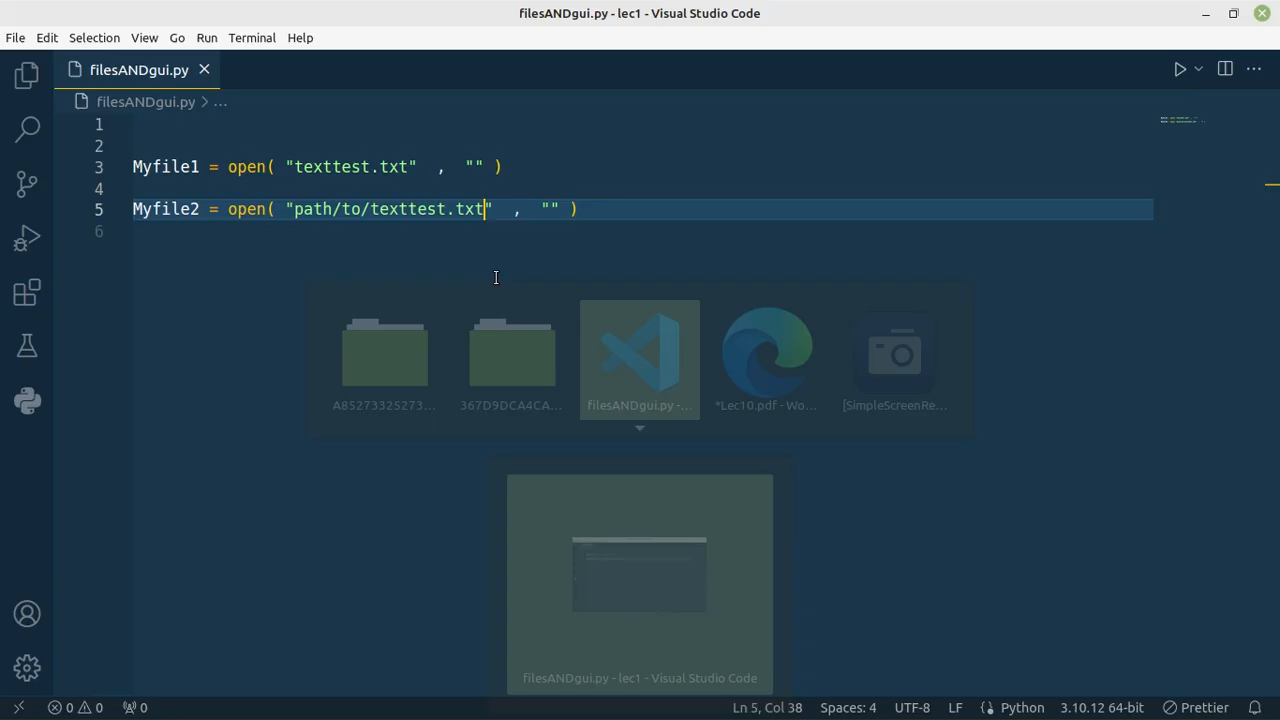 filesANDgui.py - lec1 - Visual Studio Code
File Edit Selection View Go Run Terminal Help
filesANDgui.py
filesANDgui.py > ...
1
2
3 Myfile1 = open( "texttest.txt" , "" )
4
5 Myfile2 = open( "path/to/texttest.txt" , "" )
6
A85273325273... 367D9DCA4CA... filesANDgui.py -... *Lec10.pdf - Wo... [SimpleScreenRe...
filesANDgui.py - lec1 - Visual Studio Code
0 0 0 Ln 5, Col 38 Spaces: 4 UTF-8 LF Python 3.10.12 64-bit Prettier